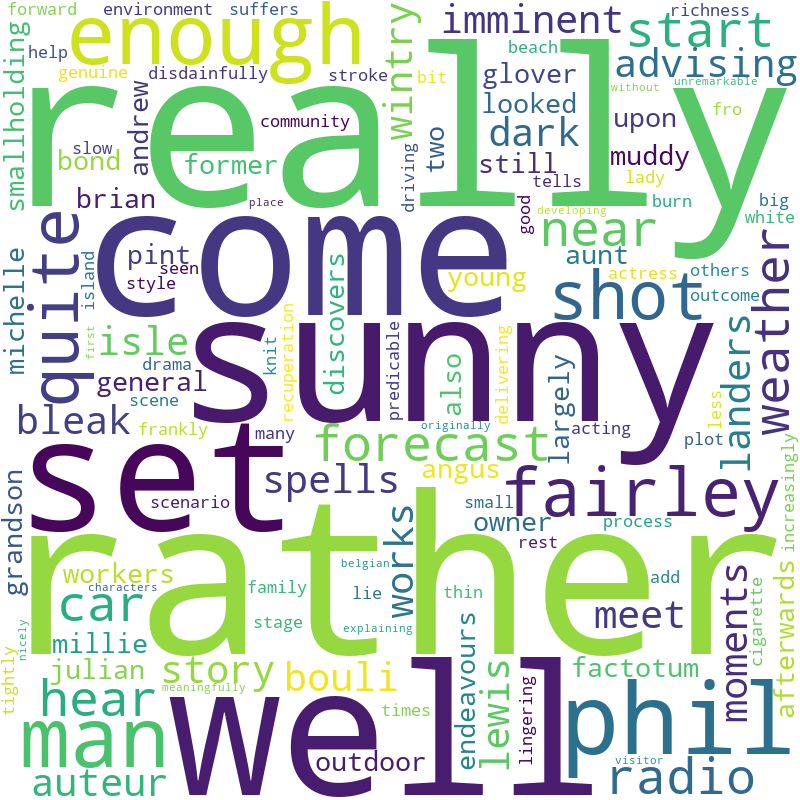 forward
environment
suffers
richness
enough
imminent
start
help
beach
genuine
disdainfully
stroke
bit
glover
advising
unremarkable
without
smallholding
andrew
wintry
really
looked
dark
fro
community
upon
slow
bond
former
driving
two
still
muddy
tells
lady
brian
place
good
developing
burn
big
white
quite
come
near
pint
seen
style
island
young
aunt
actress
others
outcome
weather
shot
sunny
michelle
isle
first
drama
scene
general
discovers
knit
recuperation
predicable
also
delivering
largely
landers
less
bleak
frankly
many
originally
acting
plot
set
forecast
spells
angus
fairley
increasingly
grandson
scenario
works
small
owner
process
rest
rather
workers
belgian
characters
family
lie
thin
add
car
stage
explaining
meet
moments
cigarette
afterwards
millie
nicely
tightly
julian
story
bouli
factotum
meaningfully
hear
endeavours
lewis
lingering
phil
man
well
times
outdoor
visitor
auteur
radio